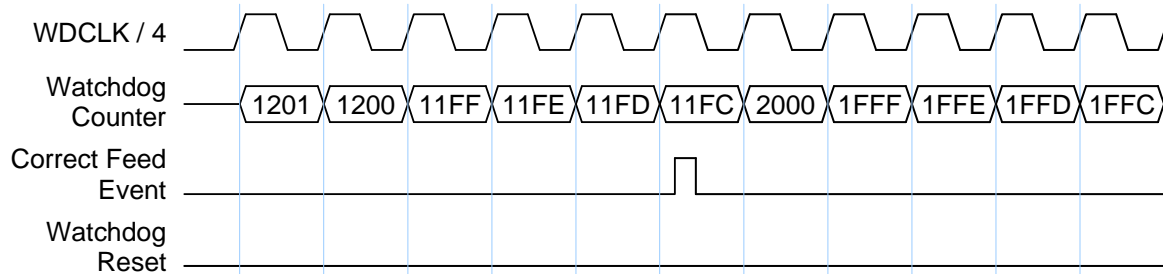 WDCLK / 4
Watchdog
Counter
1201 1200 11FF 11FE 11FD 11FC 2000 1FFF 1FFE 1FFD 1FFC
Correct Feed
Event
Watchdog
Reset